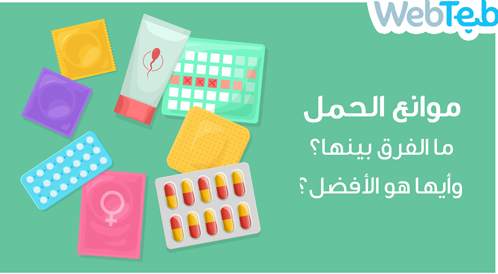 WebTeb
موانع الحمل
ما الفرق بينها؟
وأيها هو الأفضل؟